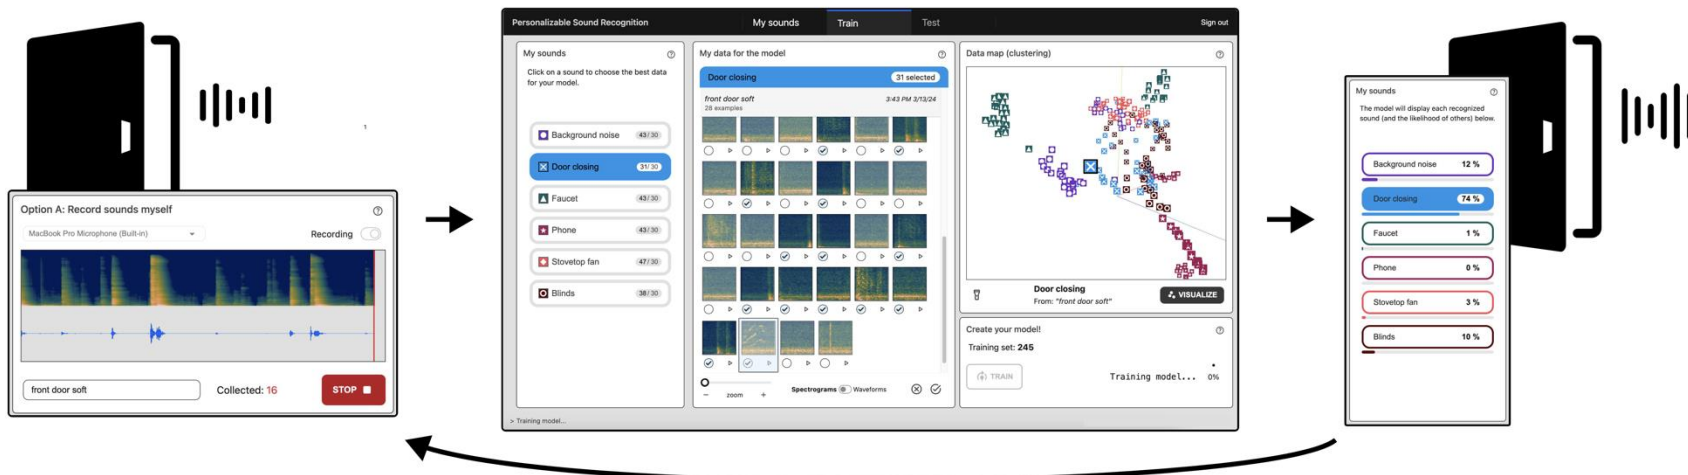 Option A: Record sounds myself
MacBook Pro Microphone (Built-in)
Recording
front door soft
Collected: 16
STOP
Personalizable Sound Recognition
My sounds
Train
Test
Sign out
My sounds
Click on a sound to choose the best data
for your model.
Background noise 43/30
Door closing 31/30
Faucet 43/30
Phone 43/30
Stovetop fan 47/30
Blinds 38/30
My data for the model
Door closing 31 selected
front door soft 3:43 PM 3/13/24
28 examples
− zoom +
Spectrograms Waveforms
Data map (clustering)
Door closing
From: "front door soft"
VISUALIZE
Create your model!
Training set: 245
TRAIN
Training model... 0%
> Training model...
My sounds
The model will display each recognized
sound (and the likelihood of others) below.
Background noise 12 %
Door closing 74 %
Faucet 1 %
Phone 0 %
Stovetop fan 3 %
Blinds 10 %